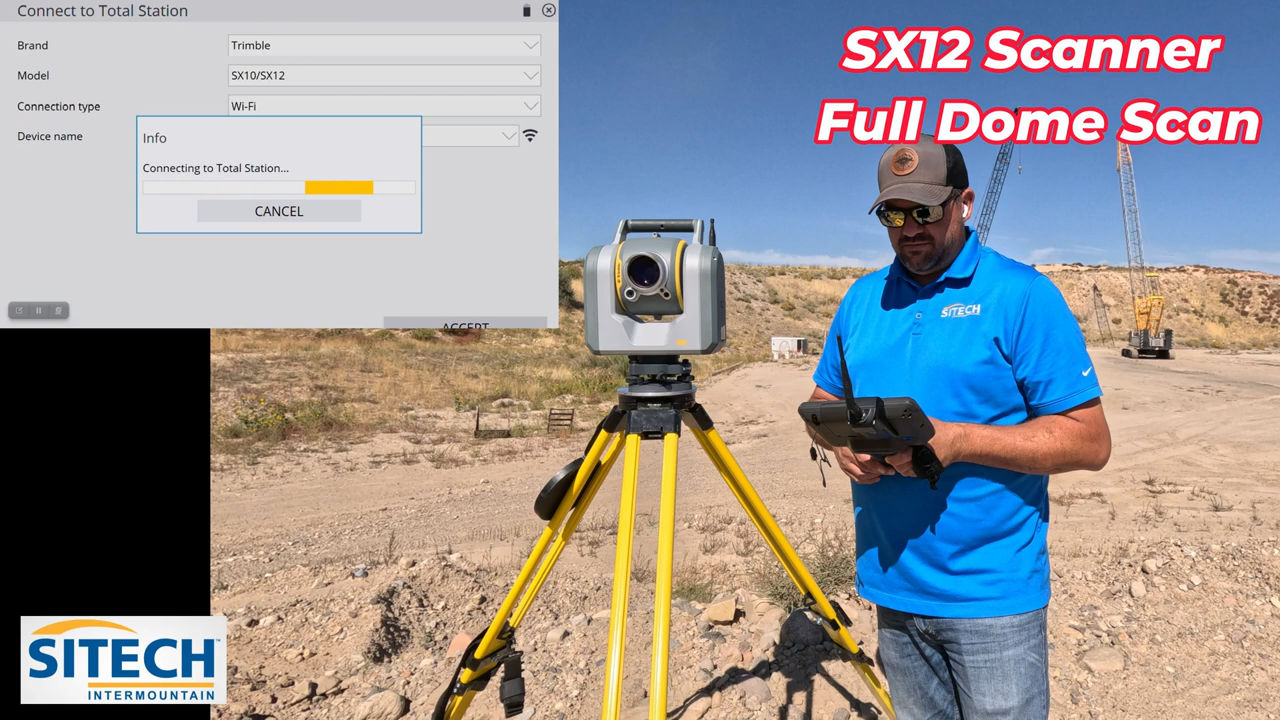 Connect to Total Station
Brand
Trimble
Model
SX10/SX12
Connection type
Wi-Fi
Device name
Info
Connecting to Total Station...
CANCEL
ACCEPT
SX12 Scanner
Full Dome Scan
SITECH
SITECH
INTERMOUNTAIN